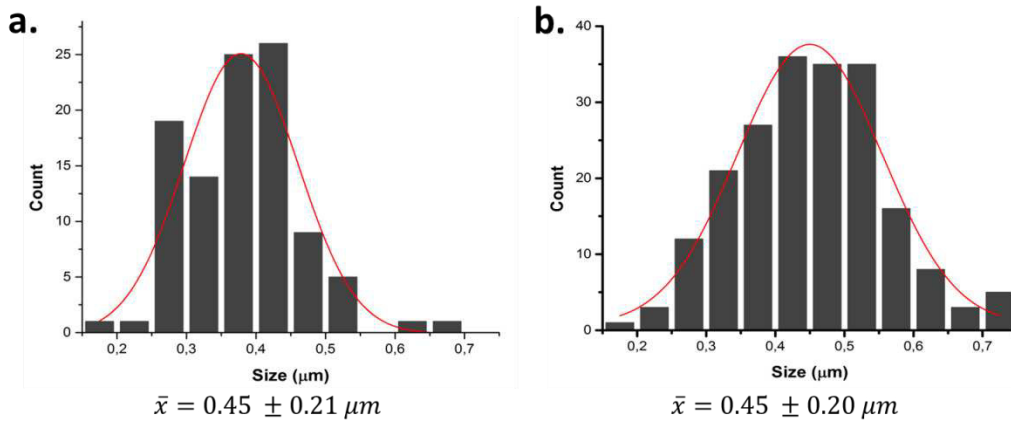 a.
Count
25
20
15
10
5
0
0,2 0,3 0,4 0,5 0,6 0,7
Size (μm)
x̄ = 0.45 ± 0.21 μm
b.
Count
40
30
20
10
0
0,2 0,3 0,4 0,5 0,6 0,7
Size (μm)
x̄ = 0.45 ± 0.20 μm